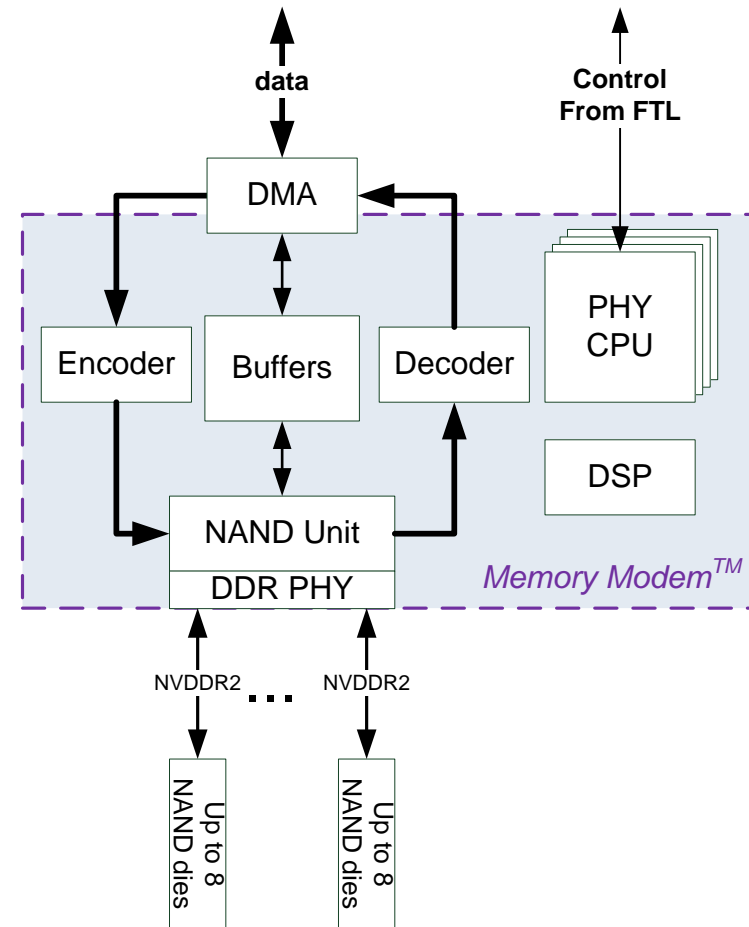 data
Control
From FTL
DMA
PHY
CPU
Encoder
Buffers
Decoder
DSP
NAND Unit
Memory Modem™
DDR PHY
NVDDR2
...
NVDDR2
Up to 8
NAND dies
Up to 8
NAND dies